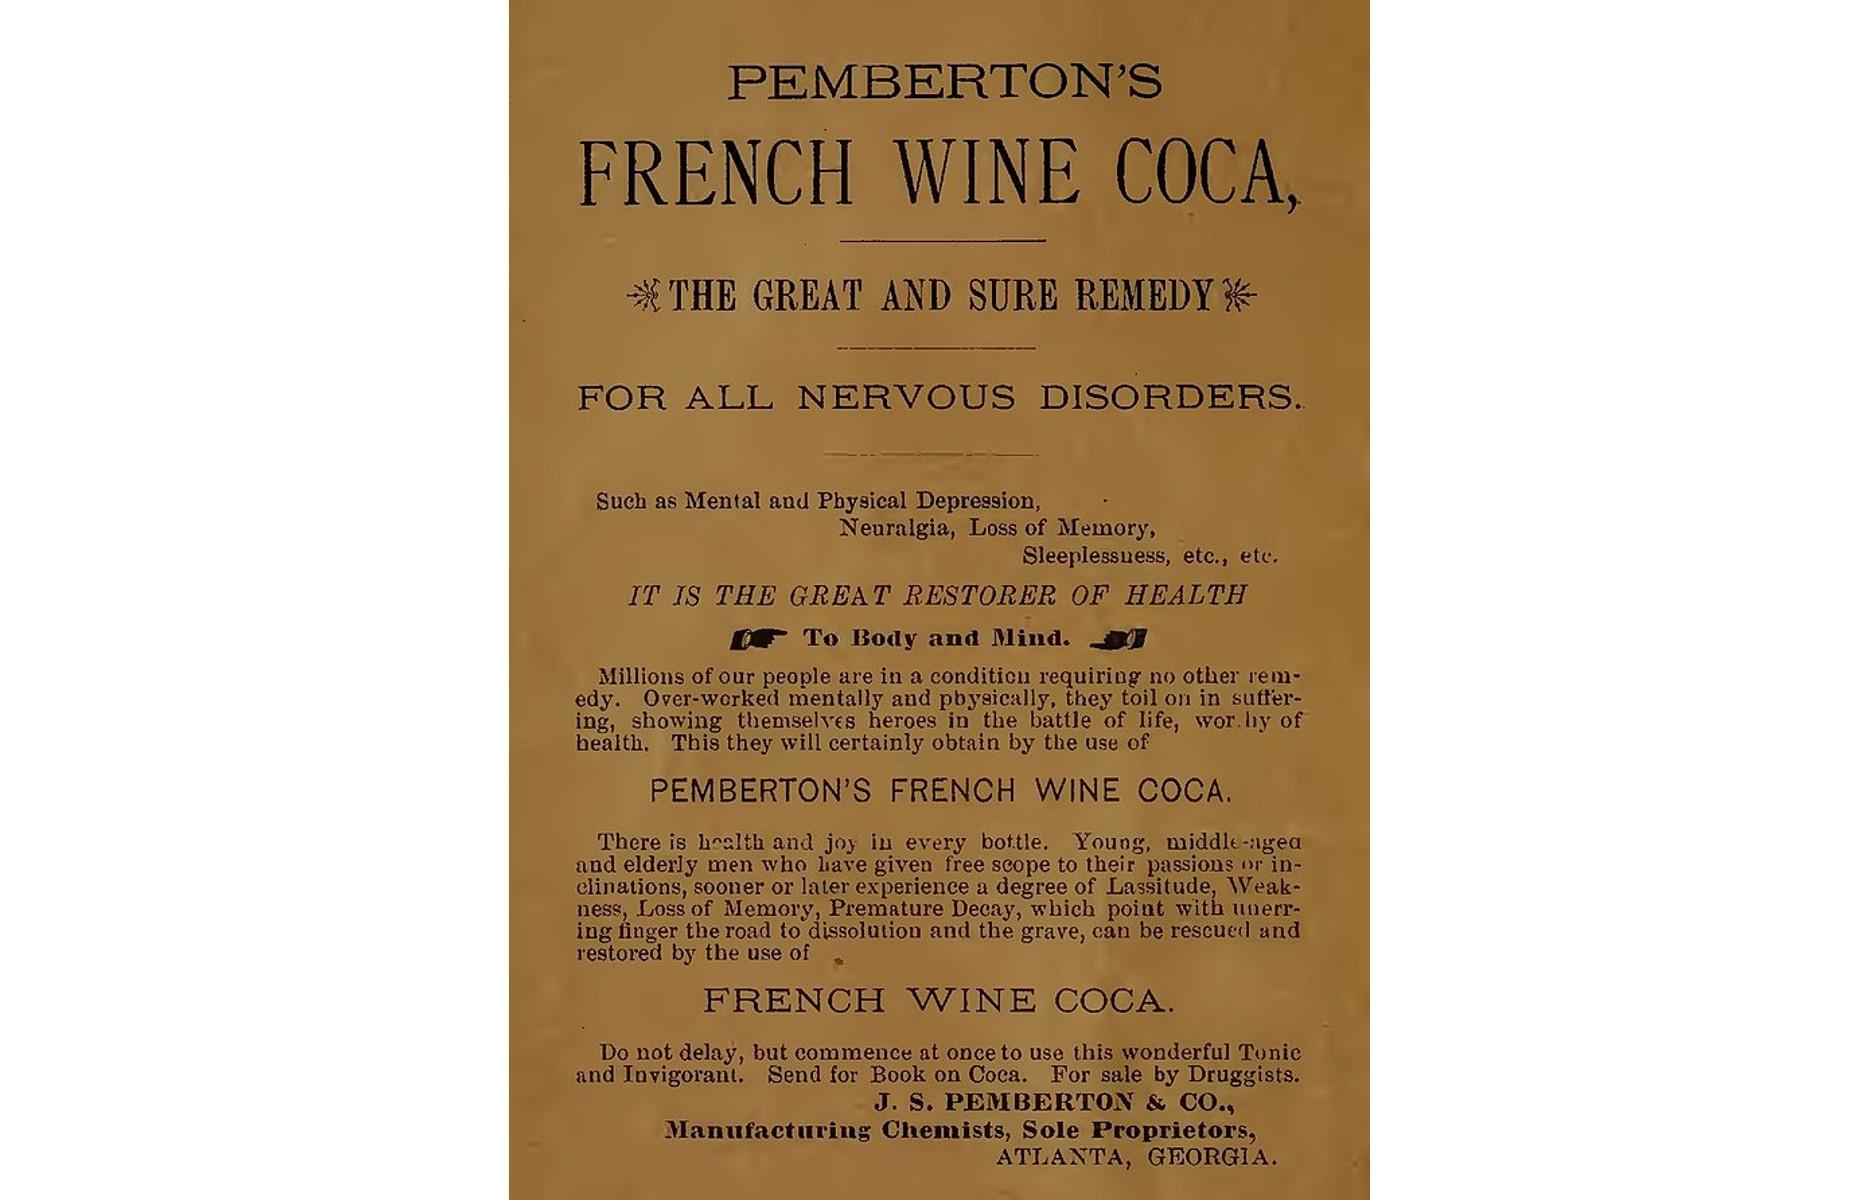 PEMBERTON'S
FRENCH WINE COCA,
THE GREAT AND SURE REMEDY
FOR ALL NERVOUS DISORDERS.
Such as Mental and Physical Depression,
Neuralgia, Loss of Memory,
Sleeplessness, etc., etc.
IT IS THE GREAT RESTORER OF HEALTH
To Body and Mind.
Millions of our people are in a condition requiring no other rem-
edy. Over-worked mentally and physically, they toil on in suffer-
ing, showing themselves heroes in the battle of life, worthy of
health. This they will certainly obtain by the use of
PEMBERTON'S FRENCH WINE COCA.
There is health and joy in every bottle. Young, middle-aged
and elderly men who have given free scope to their passions or in-
clinations, sooner or later experience a degree of Lassitude, Weak-
ness, Loss of Memory, Premature Decay, which point with unerr-
ing finger the road to dissolution and the grave, can be rescued and
restored by the use of
FRENCH WINE COCA.
Do not delay, but commence at once to use this wonderful Tonic
and Invigorant. Send for Book on Coca. For sale by Druggists.
J. S. PEMBERTON & CO.,
Manufacturing Chemists, Sole Proprietors,
ATLANTA, GEORGIA.